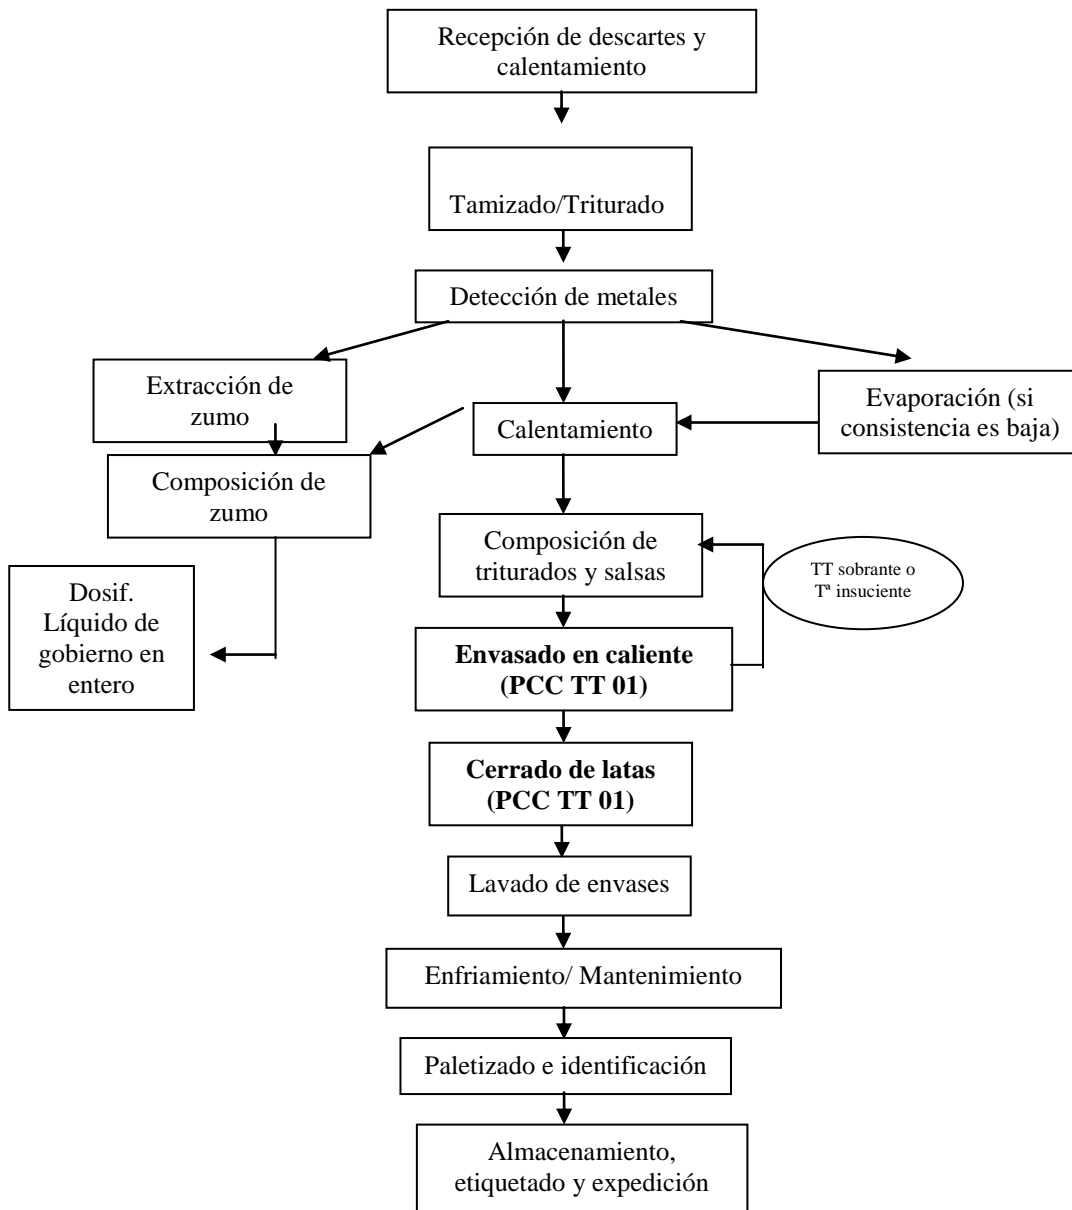 Recepción de descartes y
calentamiento
Tamizado/Triturado
Detección de metales
Extracción de
zumo
Calentamiento
Evaporación (si
consistencia es baja)
Composición de
zumo
Composición de
triturados y salsas
TT sobrante o
Tª insuciente
Dosif.
Líquido de
gobierno en
entero
Envasado en caliente
(PCC TT 01)
Cerrado de latas
(PCC TT 01)
Lavado de envases
Enfriamiento/ Mantenimiento
Paletizado e identificación
Almacenamiento,
etiquetado y expedición